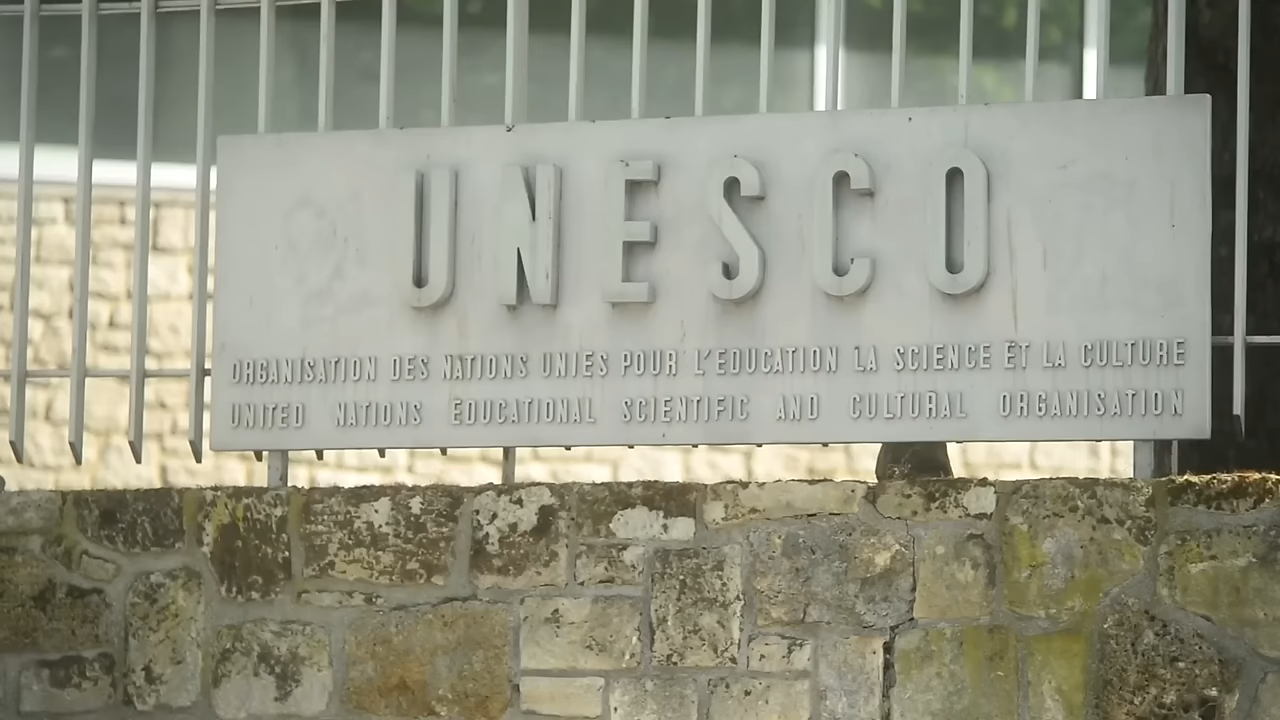 UNESCO
ORGANISATION DES NATIONS UNIES POUR L'EDUCATION LA SCIENCE ET LA CULTURE
UNITED NATIONS EDUCATIONAL SCIENTIFIC AND CULTURAL ORGANISATION